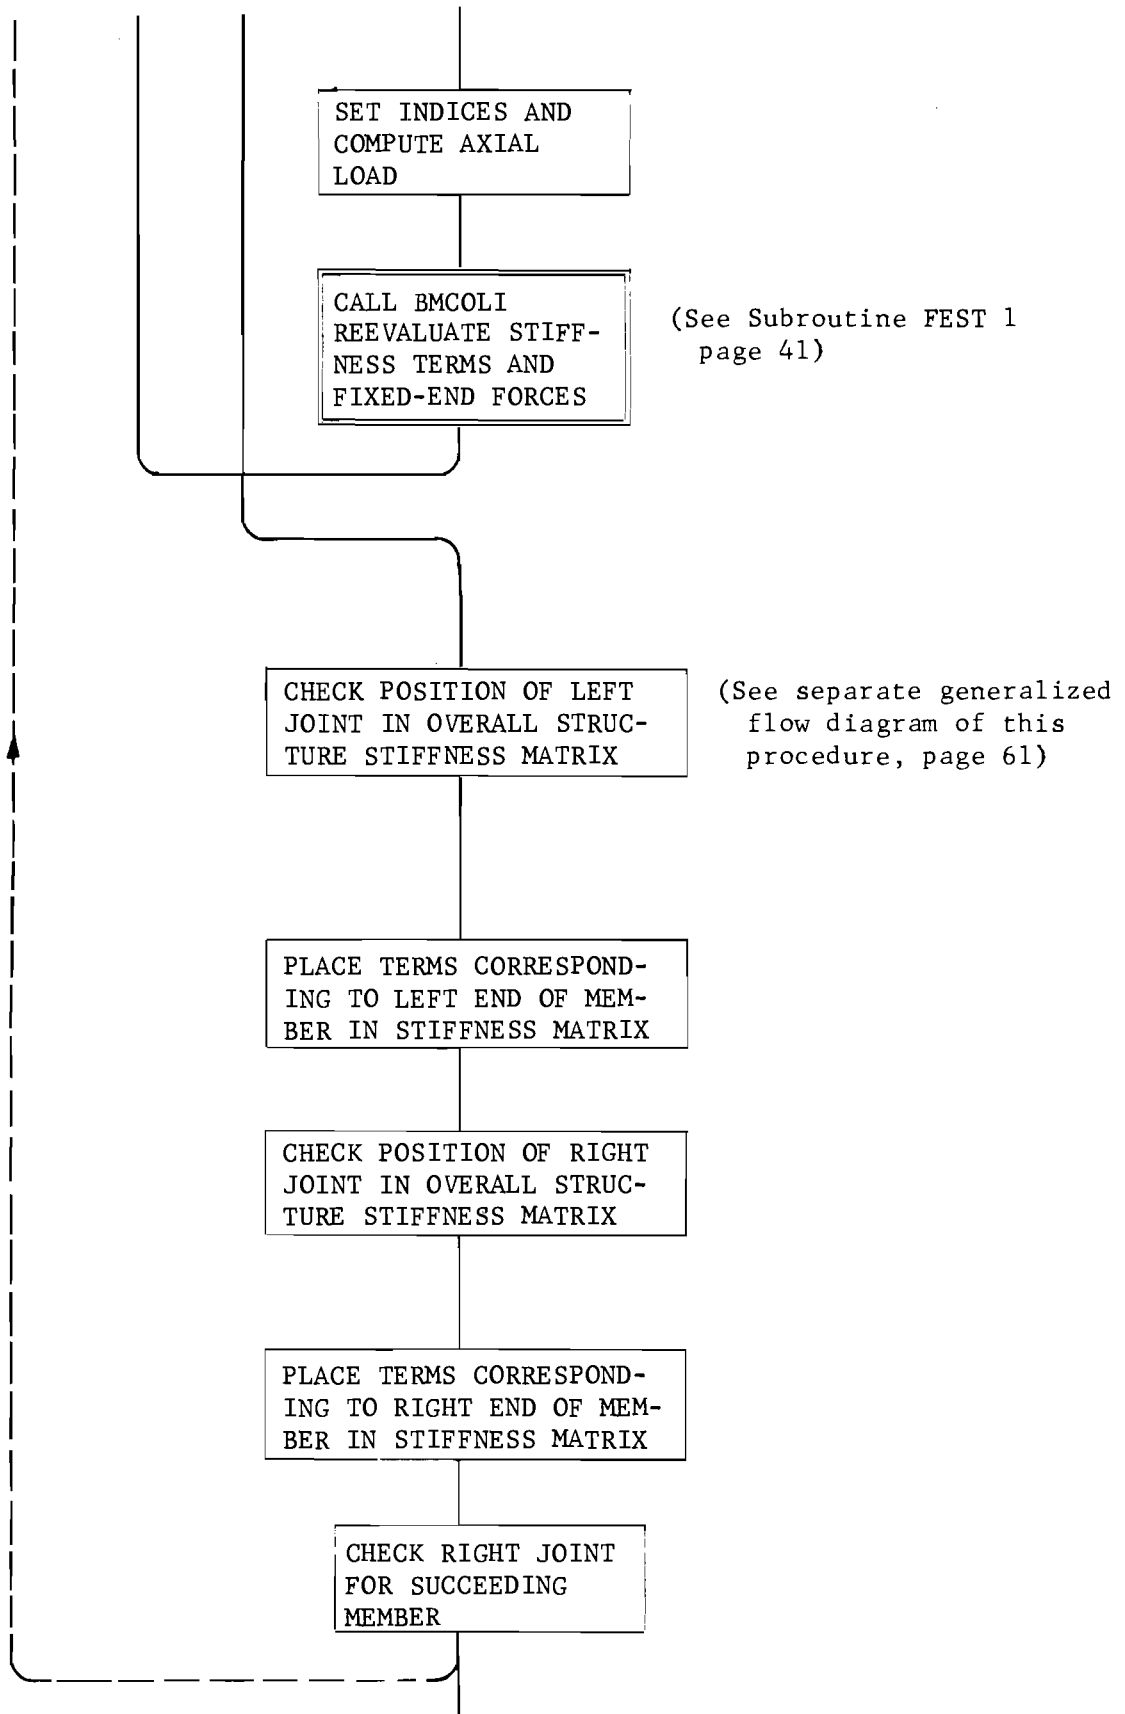 SET INDICES AND
COMPUTE AXIAL
LOAD
CALL BMCOLI
REEVALUATE STIFF-
NESS TERMS AND
FIXED-END FORCES
(See Subroutine FEST 1
page 41)
CHECK POSITION OF LEFT
JOINT IN OVERALL STRUC-
TURE STIFFNESS MATRIX
(See separate generalized
flow diagram of this
procedure, page 61)
PLACE TERMS CORRESPOND-
ING TO LEFT END OF MEM-
BER IN STIFFNESS MATRIX
CHECK POSITION OF RIGHT
JOINT IN OVERALL STRUC-
TURE STIFFNESS MATRIX
PLACE TERMS CORRESPOND-
ING TO RIGHT END OF MEM-
BER IN STIFFNESS MATRIX
CHECK RIGHT JOINT
FOR SUCCEEDING
MEMBER